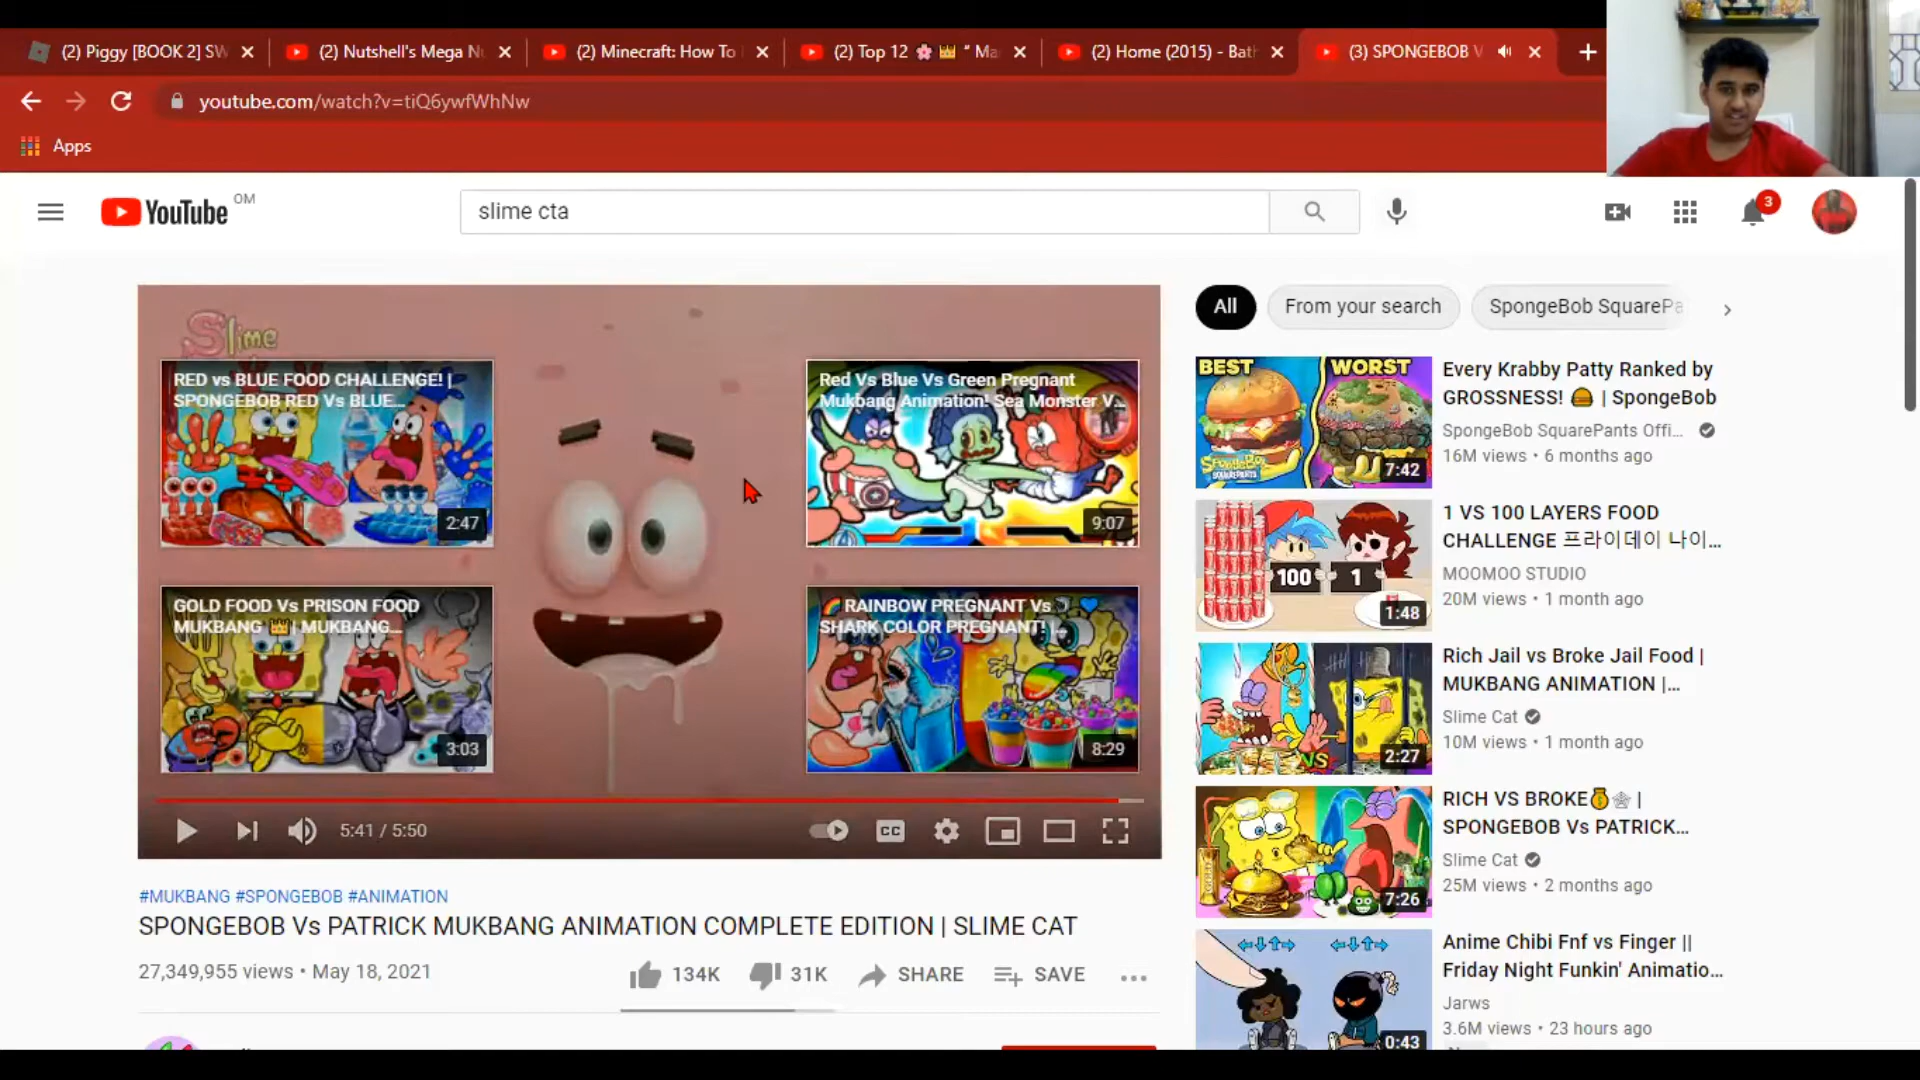 (2) Piggy [BOOK 2] SW
(2) Nutshell's Mega N
(2) Minecraft: How To
(2) Top 12 🌸 👑 " Ma
(2) Home (2015) - Bat
(3) SPONGEBOB V
youtube.com/watch?v=tiQ6ywfWhNw
Apps
YouTube OM
slime cta
3
Slime
RED vs BLUE FOOD CHALLENGE! |
SPONGEBOB RED Vs BLUE...
2:47
Red Vs Blue Vs Green Pregnant
Mukbang Animation! Sea Monster V...
9:07
GOLD FOOD Vs PRISON FOOD
MUKBANG 👑 | MUKBANG...
3:03
🌈RAINBOW PREGNANT Vs
SHARK COLOR PREGNANT! |...
8:29
5:41 / 5:50
CC
#MUKBANG #SPONGEBOB #ANIMATION
SPONGEBOB Vs PATRICK MUKBANG ANIMATION COMPLETE EDITION | SLIME CAT
27,349,955 views • May 18, 2021
134K
31K
SHARE
SAVE
All
From your search
SpongeBob SquarePa
BEST
WORST
SpongeBob
SQUAREPANTS
7:42
Every Krabby Patty Ranked by
GROSSNESS! 🍔 | SpongeBob
SpongeBob SquarePants Offi...
16M views • 6 months ago
100
1
1:48
1 VS 100 LAYERS FOOD
CHALLENGE 프라이데이 나이...
MOOMOO STUDIO
20M views • 1 month ago
VS
2:27
Rich Jail vs Broke Jail Food |
MUKBANG ANIMATION |...
Slime Cat
10M views • 1 month ago
7:26
RICH VS BROKE💰🕸 |
SPONGEBOB Vs PATRICK...
Slime Cat
25M views • 2 months ago
0:43
Anime Chibi Fnf vs Finger ||
Friday Night Funkin' Animatio...
Jarws
3.6M views • 23 hours ago